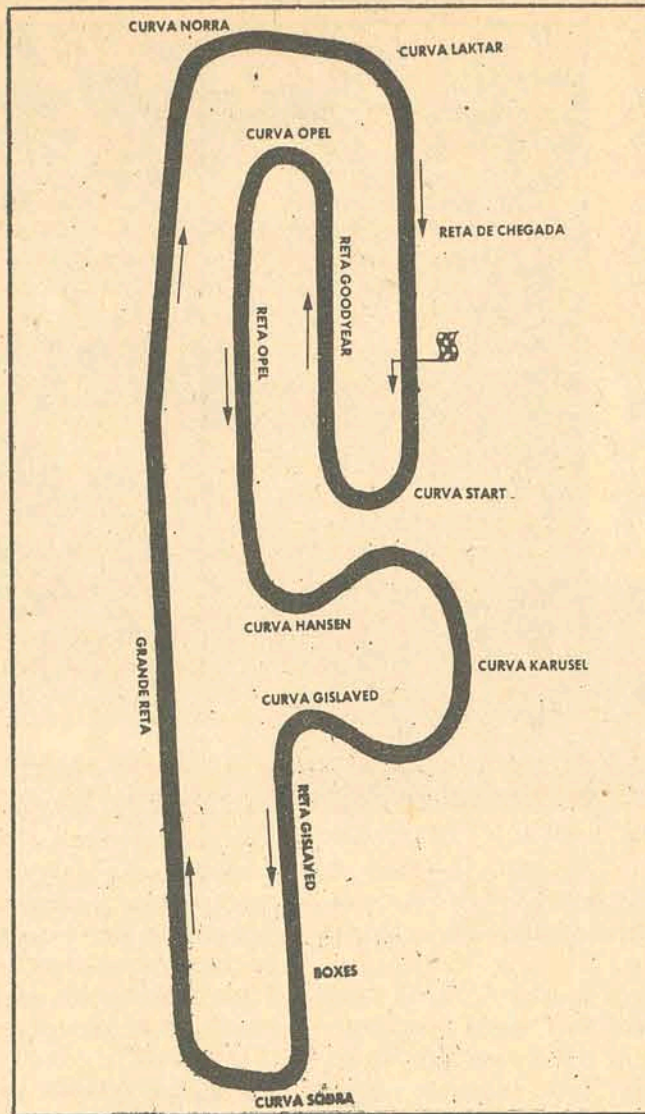 CURVA NORRA
CURVA LAKTAR
CURVA OPEL
RETA DE CHEGADA
RETA GOODYEAR
RETA OPEL
CURVA START
CURVA HANSEN
CURVA KARUSEL
GRANDE RETA
CURVA GISLAVED
RETA GISLAVED
BOXES
CURVA SÖDRA